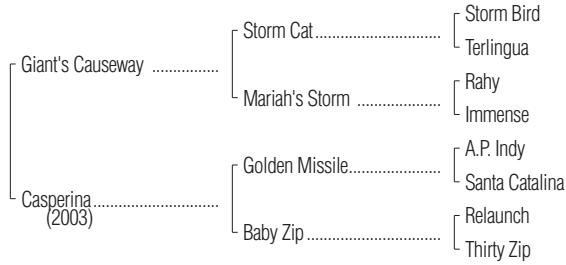 Storm Bird
Storm Cat
Terlingua
Giant's Causeway
Rahy
Mariah's Storm
Immense
A.P. Indy
Golden Missile
Santa Catalina
Casperina
(2003)
Relaunch
Baby Zip
Thirty Zip